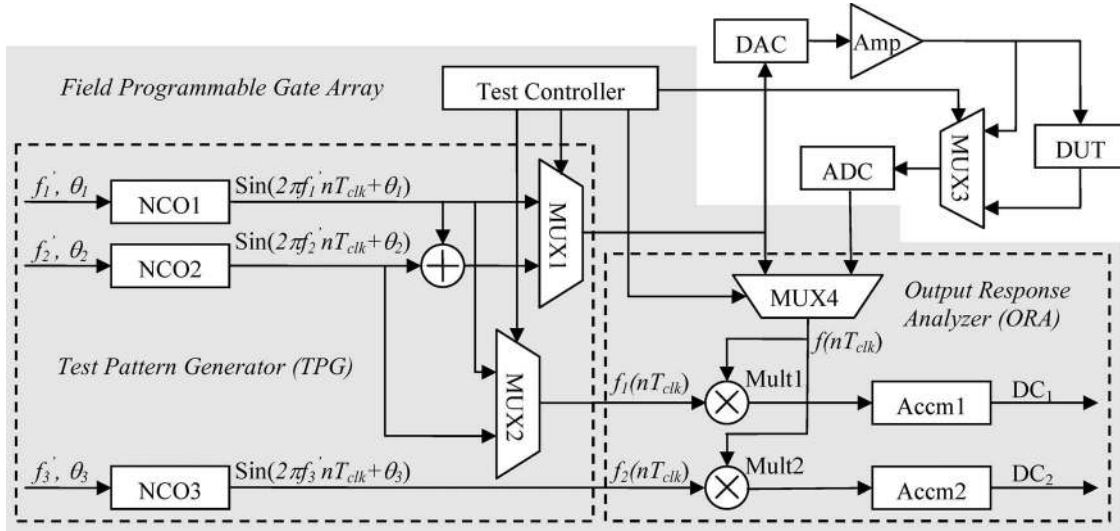 DAC
Amp
Field Programmable Gate Array
Test Controller
MUX3
DUT
ADC
f1', θ1
NCO1
Sin(2πf1'nTclk+θ1)
MUX1
f2', θ2
NCO2
Sin(2πf2'nTclk+θ2)
+
MUX4
Output Response
Analyzer (ORA)
Test Pattern Generator (TPG)
MUX2
f(nTclk)
f1(nTclk)
×
Mult1
Accm1
DC1
f3', θ3
NCO3
Sin(2πf3'nTclk+θ3)
f2(nTclk)
×
Mult2
Accm2
DC2